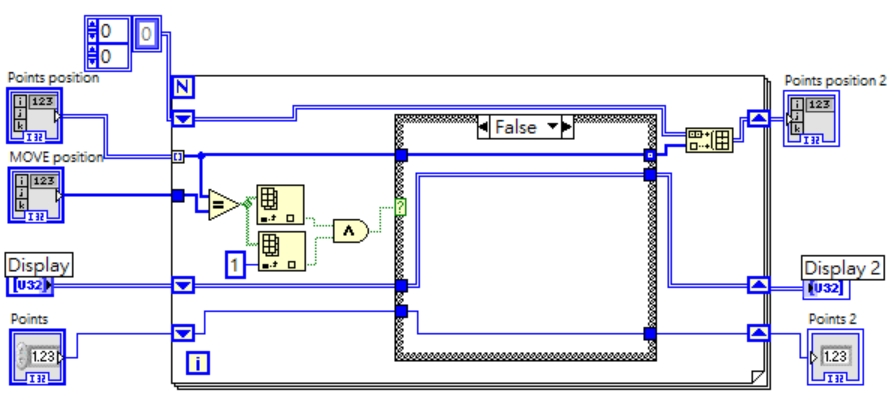 0
0
0
Points position
i
j
k
123
I32
MOVE position
i
j
k
123
I32
Display
[U32]
Points
1.23
I32
N
=
1
∧
False
?
i
Points position 2
i
j
k
123
I32
Display 2
[U32]
Points 2
1.23
I32